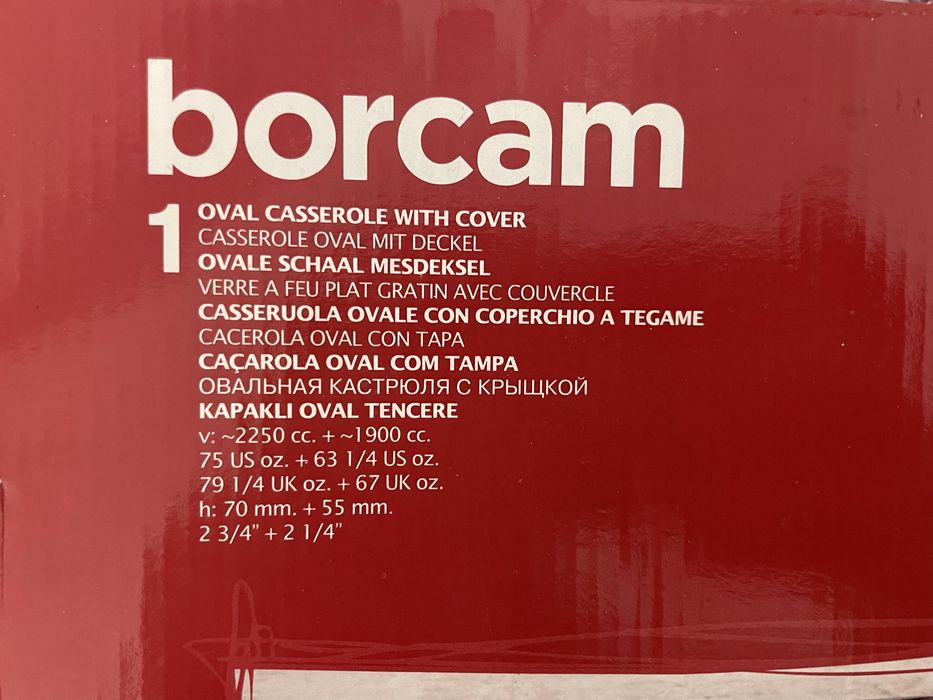 borcam
1
OVAL CASSEROLE WITH COVER
CASSEROLE OVAL MIT DECKEL
OVALE SCHAAL MESDEKSEL
VERRE A FEU PLAT GRATIN AVEC COUVERCLE
CASSERUOLA OVALE CON COPERCHIO A TEGAME
CACEROLA OVAL CON TAPA
CAÇAROLA OVAL COM TAMPA
ОВАЛЬНАЯ КАСТРЮЛЯ С КРЫЩКОЙ
KAPAKLI OVAL TENCERE
v: ~2250 cc. + ~1900 cc.
75 US oz. + 63 1/4 US oz.
79 1/4 UK oz. + 67 UK oz.
h: 70 mm. + 55 mm.
2 3/4” + 2 1/4”